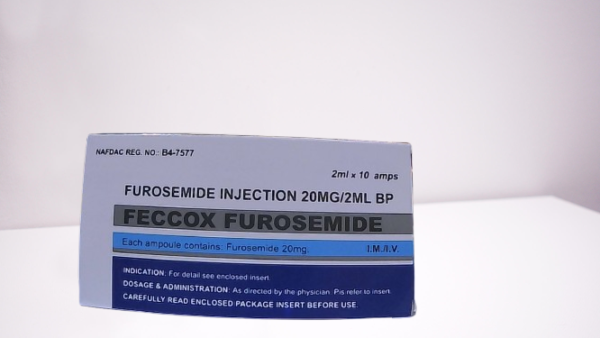 NAFDAC REG. NO.: B4-7577
2ml x 10 amps
FUROSEMIDE INJECTION 20MG/2ML BP
FECCOX FUROSEMIDE
Each ampoule contains: Furosemide 20mg. I.M./I.V.
INDICATION: For detail see enclosed insert.
DOSAGE & ADMINISTRATION: As directed by the physician. Pls refer to insert.
CAREFULLY READ ENCLOSED PACKAGE INSERT BEFORE USE.